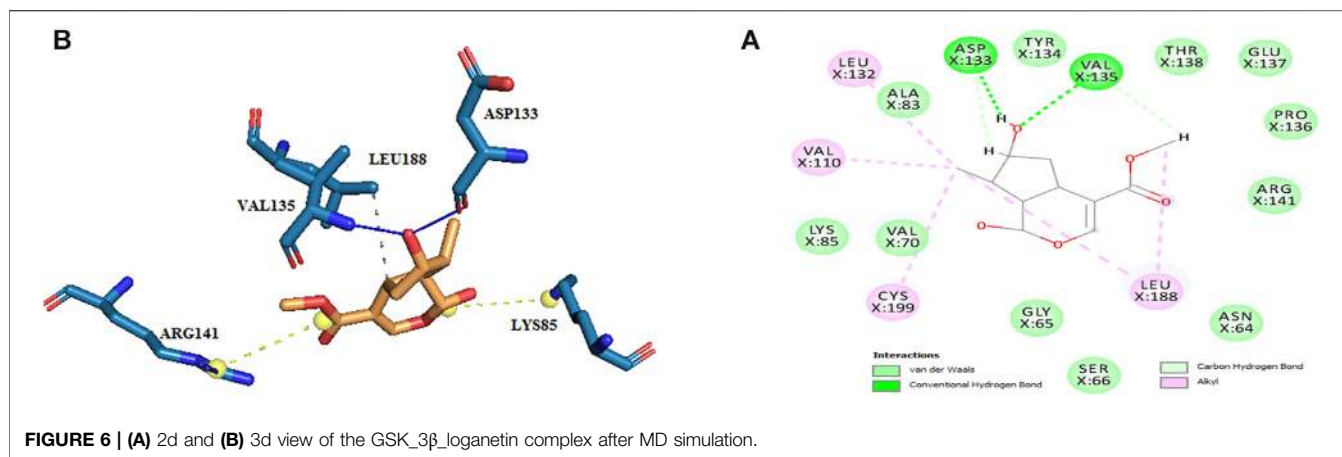 B
ASP133
LEU188
VAL135
ARG141
LYS85
A
ASP
X:133
TYR
X:134
VAL
X:135
THR
X:138
GLU
X:137
LEU
X:132
ALA
X:83
PRO
X:136
VAL
X:110
ARG
X:141
LYS
X:85
VAL
X:70
CYS
X:199
LEU
X:188
GLY
X:65
ASN
X:64
SER
X:66
H
O
H
H
O
O
O
O
Interactions
van der Waals
Conventional Hydrogen Bond
Carbon Hydrogen Bond
Alkyl
FIGURE 6 | (A) 2d and (B) 3d view of the GSK_3β_loganetin complex after MD simulation.